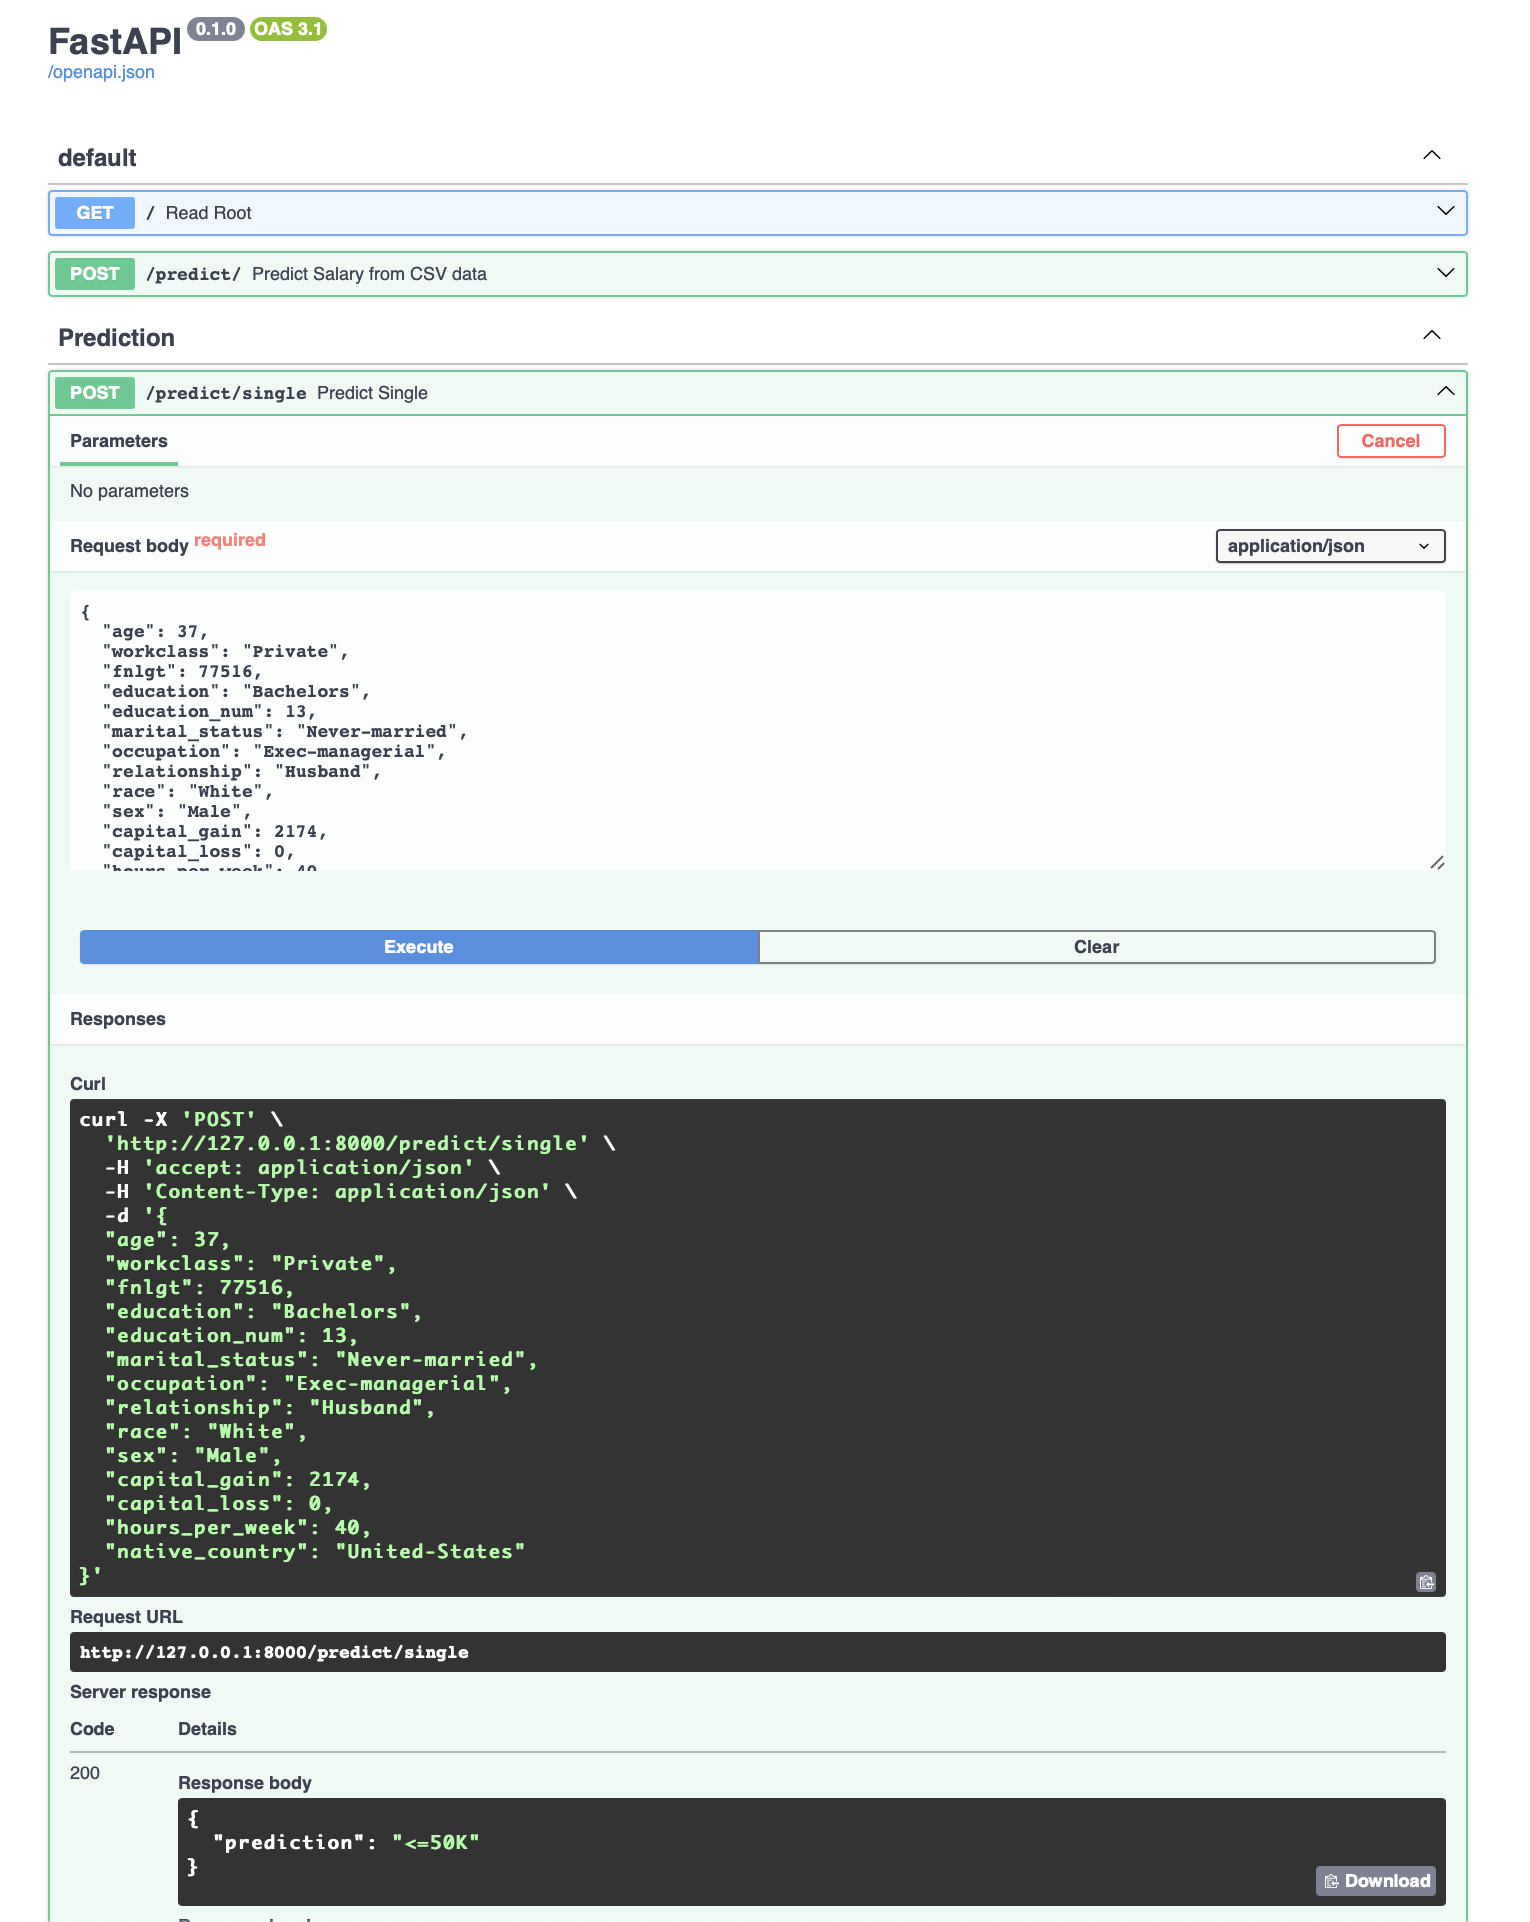 FastAPI 0.1.0 OAS 3.1
/openapi.json
default
GET / Read Root
POST /predict/ Predict Salary from CSV data
Prediction
POST /predict/single Predict Single
Parameters
Cancel
No parameters
Request body required
application/json
{
  "age": 37,
  "workclass": "Private",
  "fnlgt": 77516,
  "education": "Bachelors",
  "education_num": 13,
  "marital_status": "Never-married",
  "occupation": "Exec-managerial",
  "relationship": "Husband",
  "race": "White",
  "sex": "Male",
  "capital_gain": 2174,
  "capital_loss": 0,
  "hours_per_week": 40
Execute
Clear
Responses
Curl
curl -X 'POST' \
  'http://127.0.0.1:8000/predict/single' \
  -H 'accept: application/json' \
  -H 'Content-Type: application/json' \
  -d '{
  "age": 37,
  "workclass": "Private",
  "fnlgt": 77516,
  "education": "Bachelors",
  "education_num": 13,
  "marital_status": "Never-married",
  "occupation": "Exec-managerial",
  "relationship": "Husband",
  "race": "White",
  "sex": "Male",
  "capital_gain": 2174,
  "capital_loss": 0,
  "hours_per_week": 40,
  "native_country": "United-States"
}'
Request URL
http://127.0.0.1:8000/predict/single
Server response
Code Details
200
Response body
{
  "prediction": "<=50K"
}
Download